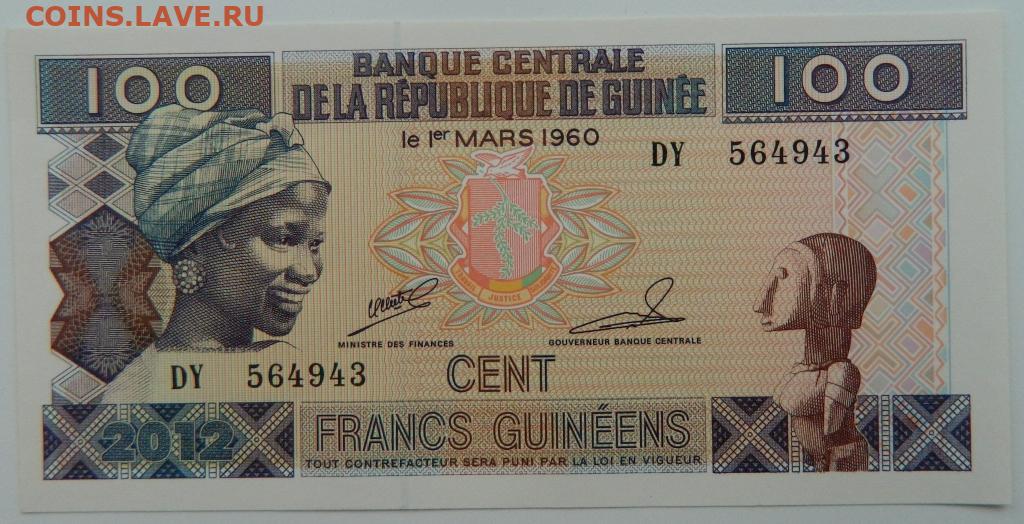 COINS.LAVE.RU
100 100
BANQUE CENTRALE
DE LA RÉPUBLIQUE DE GUINÉE
le 1er MARS 1960
DY 564943
JUSTICE
MINISTRE DES FINANCES GOUVERNEUR BANQUE CENTRALE
DY 564943
CENT
2012
FRANCS GUINÉENS
TOUT CONTREFACTEUR SERA PUNI PAR LA LOI EN VIGUEUR